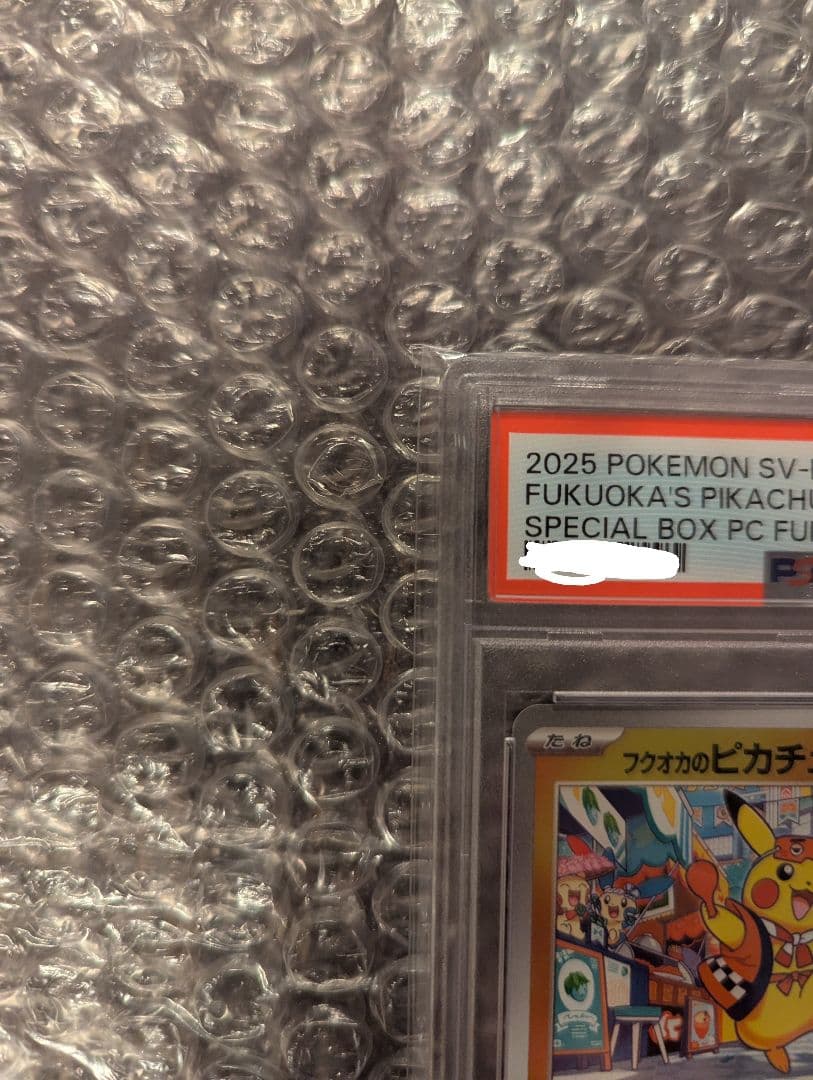 2025 POKEMON SV-
FUKUOKA'S PIKACHU
SPECIAL BOX PC FU
たね
フクオカのピカチュ